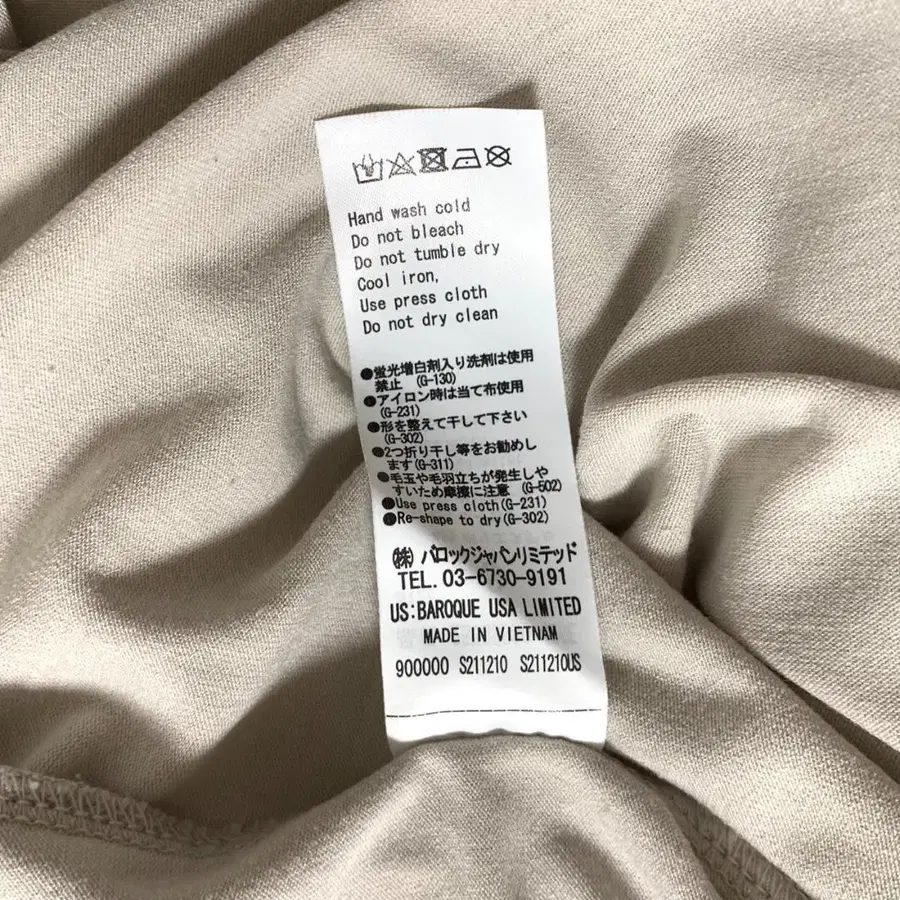 Hand wash cold
Do not bleach
Do not tumble dry
Cool iron,
Use press cloth
Do not dry clean
●蛍光増白剤入り洗剤は使用
禁止 (G-130)
●アイロン時は当て布使用
(G-231)
●形を整えて干して下さい
(G-302)
●2つ折り干し等をお勧めし
ます(G-311)
●毛玉や毛羽立ちが発生しや
すいため摩擦に注意 (G-502)
●Use press cloth(G-231)
●Re-shape to dry(G-302)
㈱ バロックジャパンリミテッド
TEL. 03-6730-9191
US:BAROQUE USA LIMITED
MADE IN VIETNAM
900000 S211210 S211210US